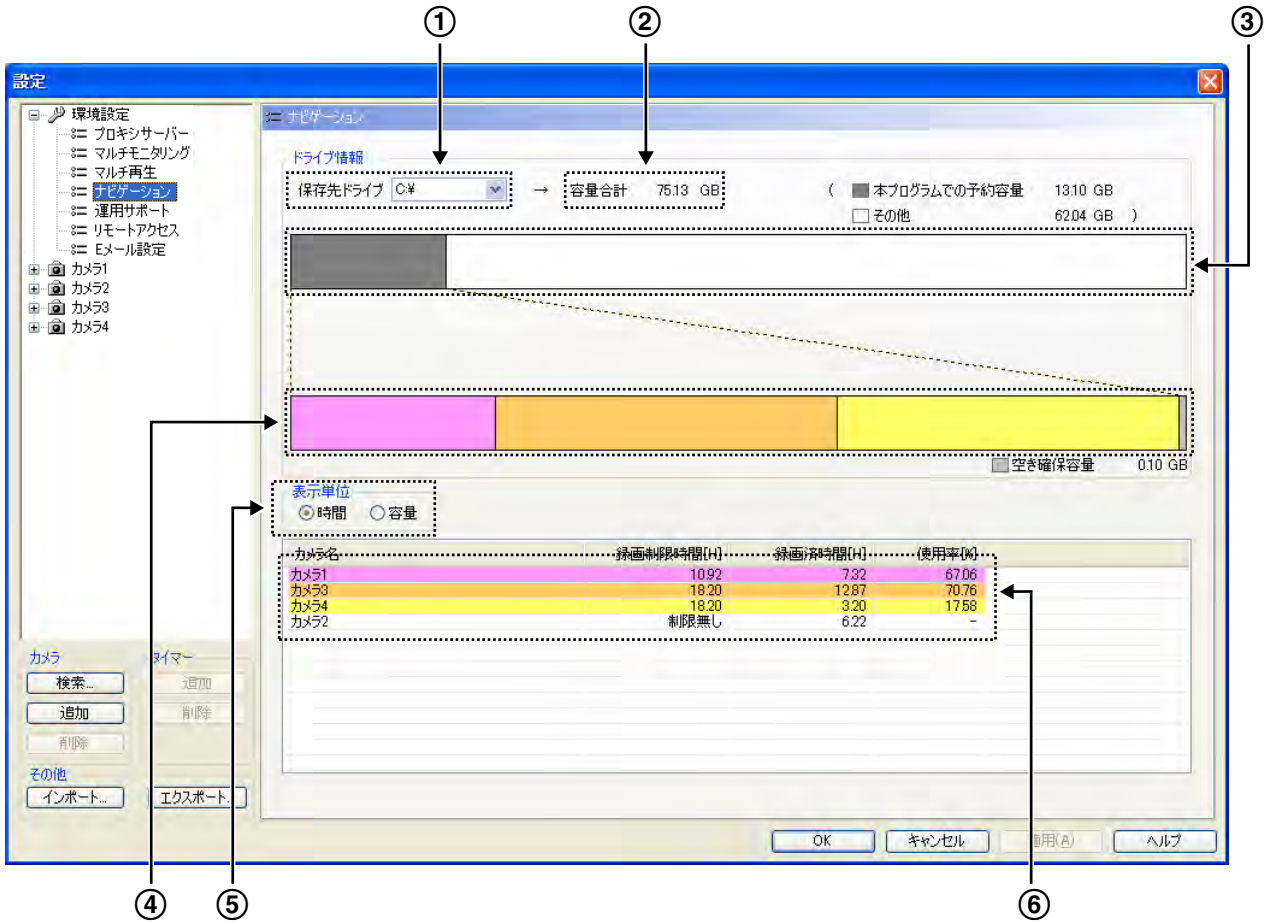 ① ② ③
設定
環境設定
プロキシサーバー
マルチモニタリング
マルチ再生
ナビゲーション
運用サポート
リモートアクセス
Eメール設定
カメラ1
カメラ2
カメラ3
カメラ4
カメラ
検索...
追加
削除
タイマー
追加
削除
その他
インポート...
エクスポート...
ナビゲーション
ドライブ情報
保存先ドライブ C:¥ → 容量合計 75.13 GB ( 本プログラムでの予約容量 13.10 GB
その他 62.04 GB )
空き確保容量 0.10 GB
表示単位
時間 容量
カメラ名 録画制限時間[H] 録画済時間[H] 使用率[%]
カメラ1 10.92 7.32 67.06
カメラ3 18.20 12.87 70.76
カメラ4 18.20 3.20 17.58
カメラ2 制限無し 6.22 -
OK キャンセル 適用(A) ヘルプ
④ ⑤ ⑥